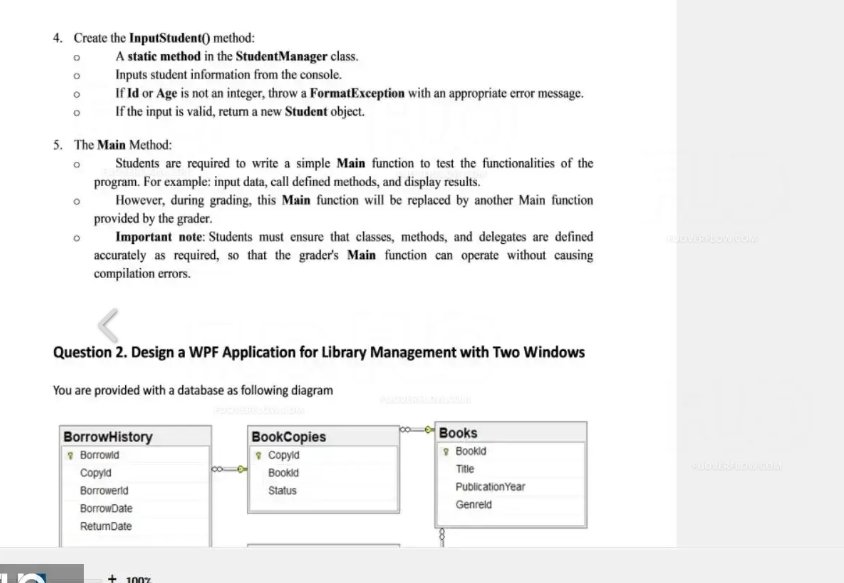 4. Create the InputStudent() method:
o A static method in the StudentManager class.
o Inputs student information from the console.
o If Id or Age is not an integer, throw a FormatException with an appropriate error message.
o If the input is valid, return a new Student object.
5. The Main Method:
o Students are required to write a simple Main function to test the functionalities of the
program. For example: input data, call defined methods, and display results.
o However, during grading, this Main function will be replaced by another Main function
provided by the grader.
o Important note: Students must ensure that classes, methods, and delegates are defined
accurately as required, so that the grader's Main function can operate without causing
compilation errors.
Question 2. Design a WPF Application for Library Management with Two Windows
You are provided with a database as following diagram
BorrowHistory
BorrowId
CopyId
BorrowerId
BorrowDate
ReturnDate
BookCopies
CopyId
BookId
Status
Books
BookId
Title
PublicationYear
GenreId
+ 100%